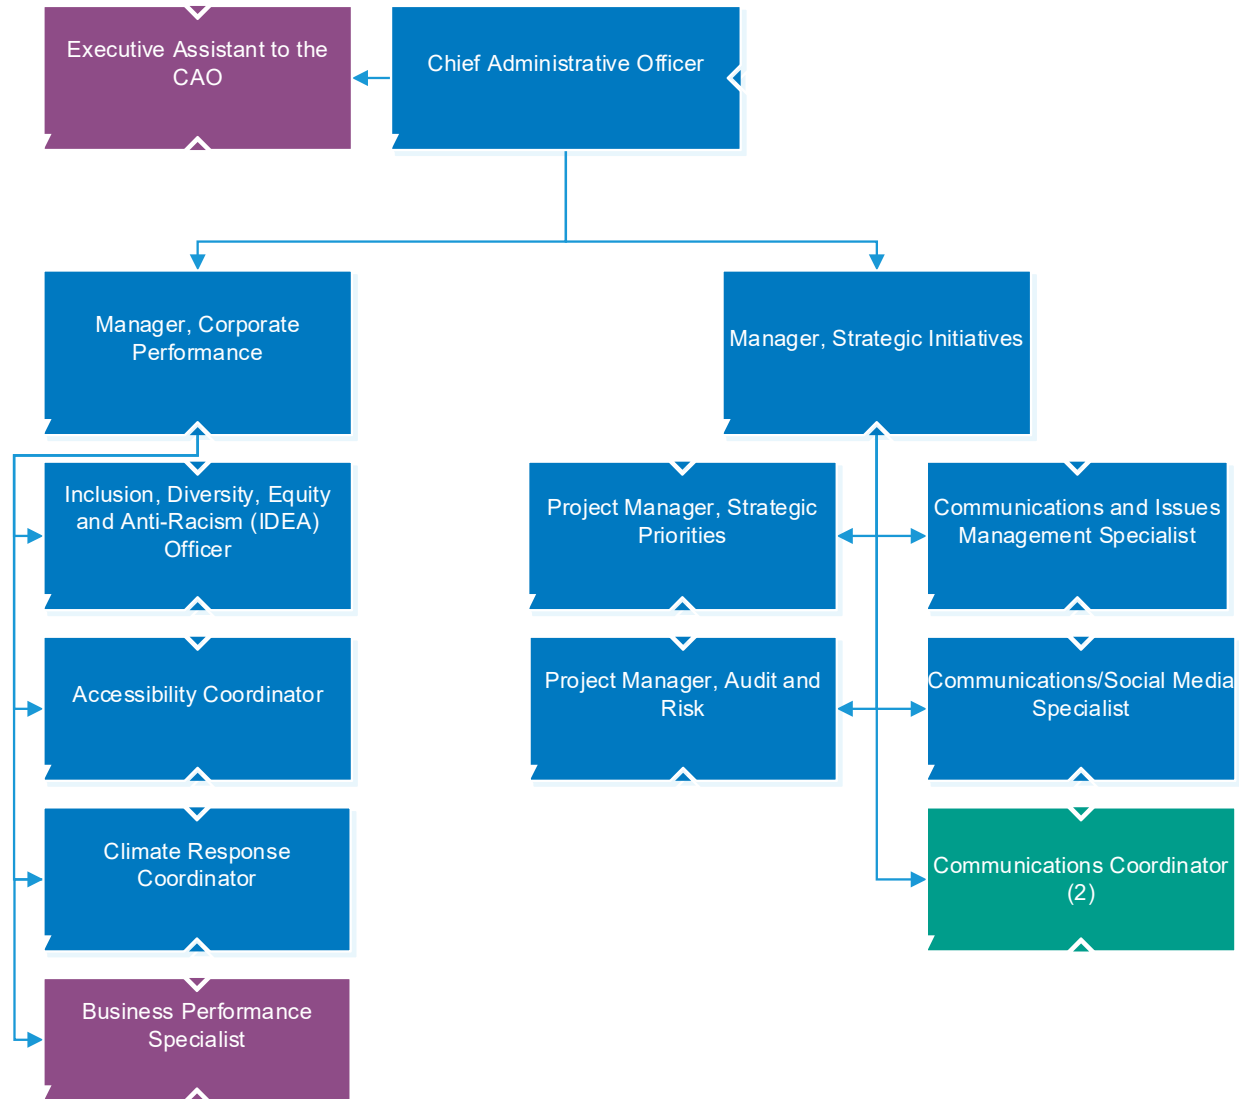 Executive Assistant to the
CAO
Chief Administrative Officer
Manager, Corporate
Performance
Manager, Strategic Initiatives
Inclusion, Diversity, Equity
and Anti-Racism (IDEA)
Officer
Project Manager, Strategic
Priorities
Communications and Issues
Management Specialist
Accessibility Coordinator
Project Manager, Audit and
Risk
Communications/Social Media
Specialist
Climate Response
Coordinator
Communications Coordinator
(2)
Business Performance
Specialist